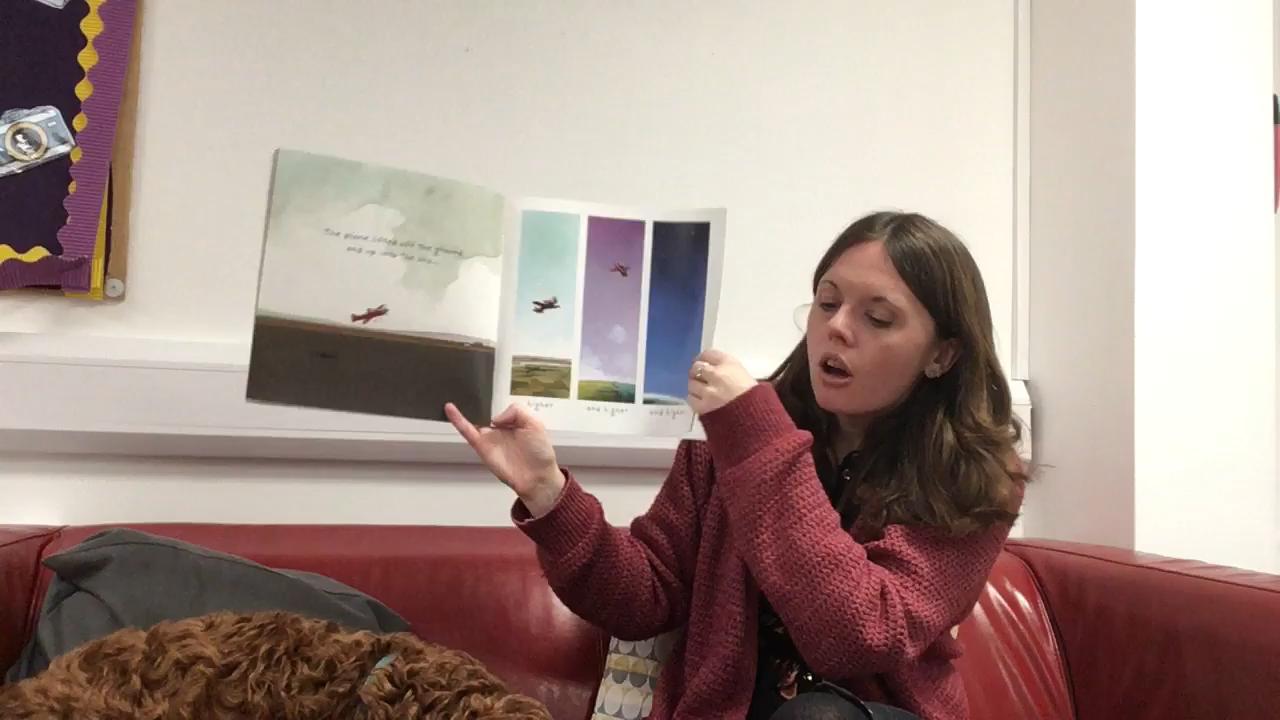 The plane lifted off the ground
and up into the sky...
higher
and higher
and higher